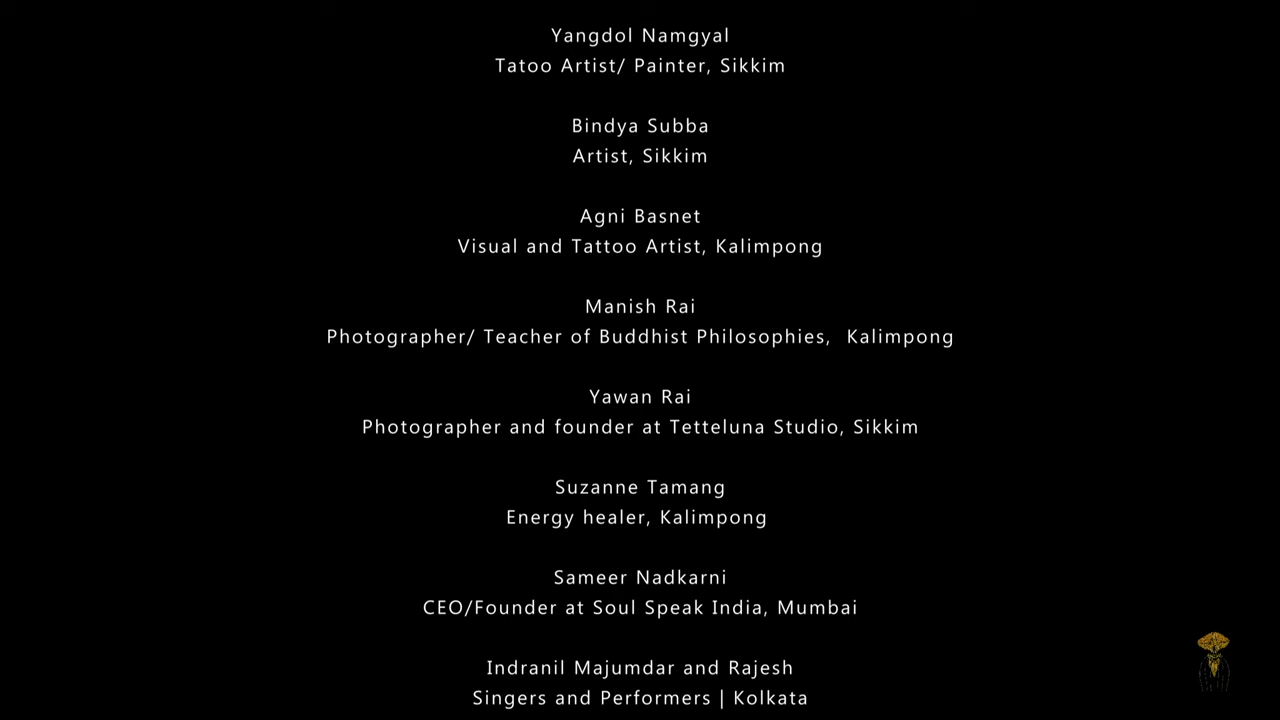 Yangdol Namgyal
Tatoo Artist/ Painter, Sikkim
Bindya Subba
Artist, Sikkim
Agni Basnet
Visual and Tattoo Artist, Kalimpong
Manish Rai
Photographer/ Teacher of Buddhist Philosophies,  Kalimpong
Yawan Rai
Photographer and founder at Tetteluna Studio, Sikkim
Suzanne Tamang
Energy healer, Kalimpong
Sameer Nadkarni
CEO/Founder at Soul Speak India, Mumbai
Indranil Majumdar and Rajesh
Singers and Performers | Kolkata